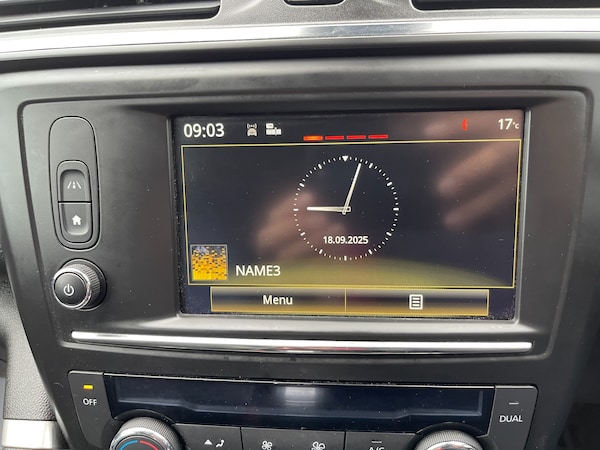 09:03
17°C
18.09.2025
NAME3
Menu
OFF
DUAL
A/C